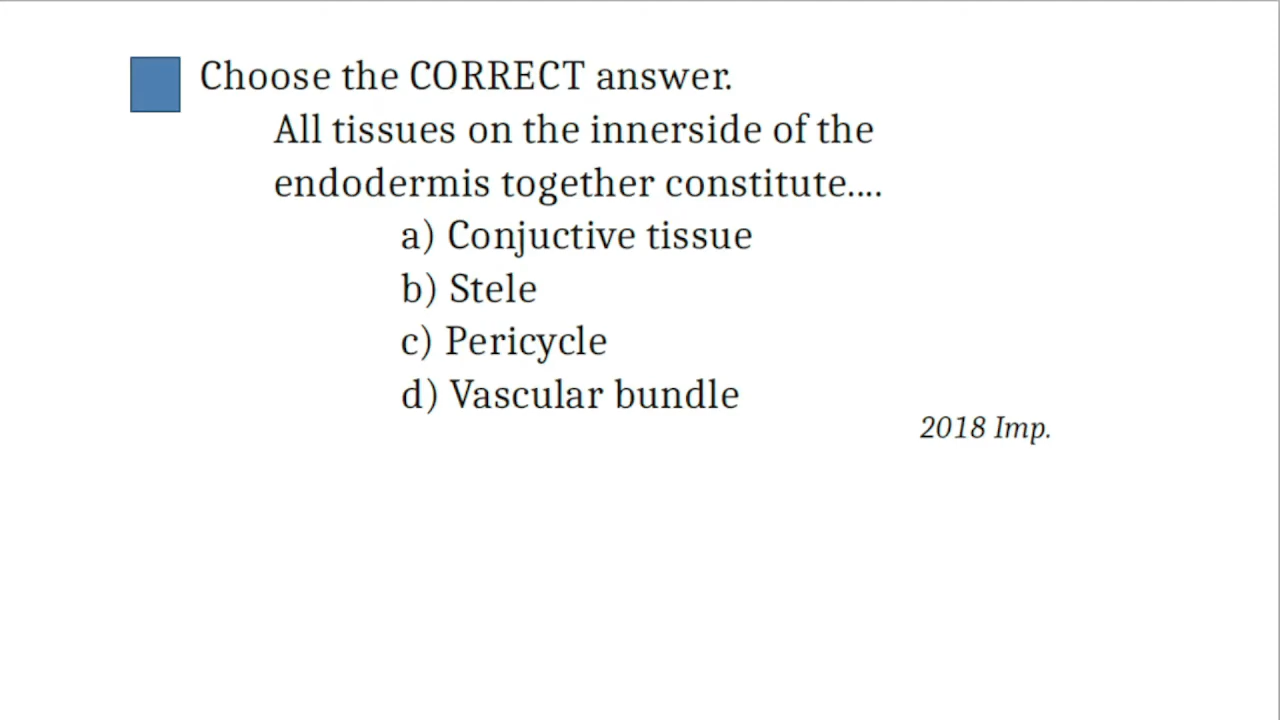 Choose the CORRECT answer.
All tissues on the innerside of the
endodermis together constitute....
a) Conjuctive tissue
b) Stele
c) Pericycle
d) Vascular bundle
2018 Imp.